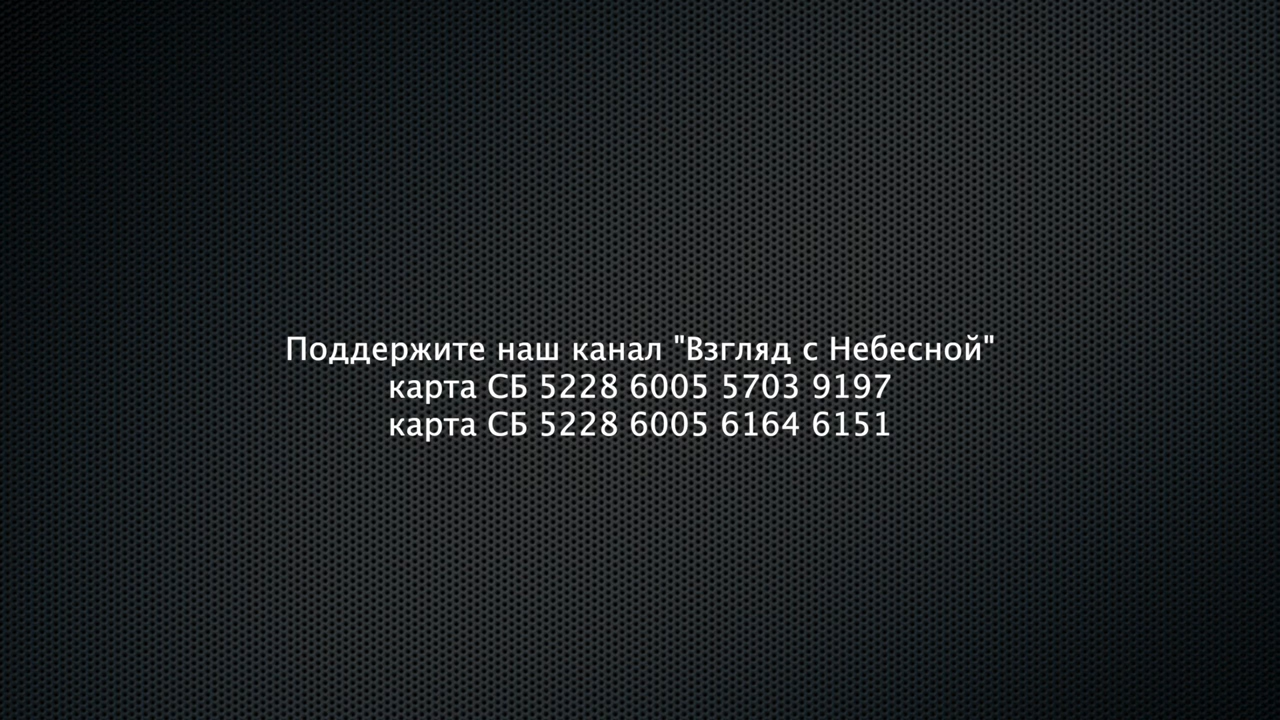 Поддержите наш канал "Взгляд с Небесной"
карта СБ 5228 6005 5703 9197
карта СБ 5228 6005 6164 6151